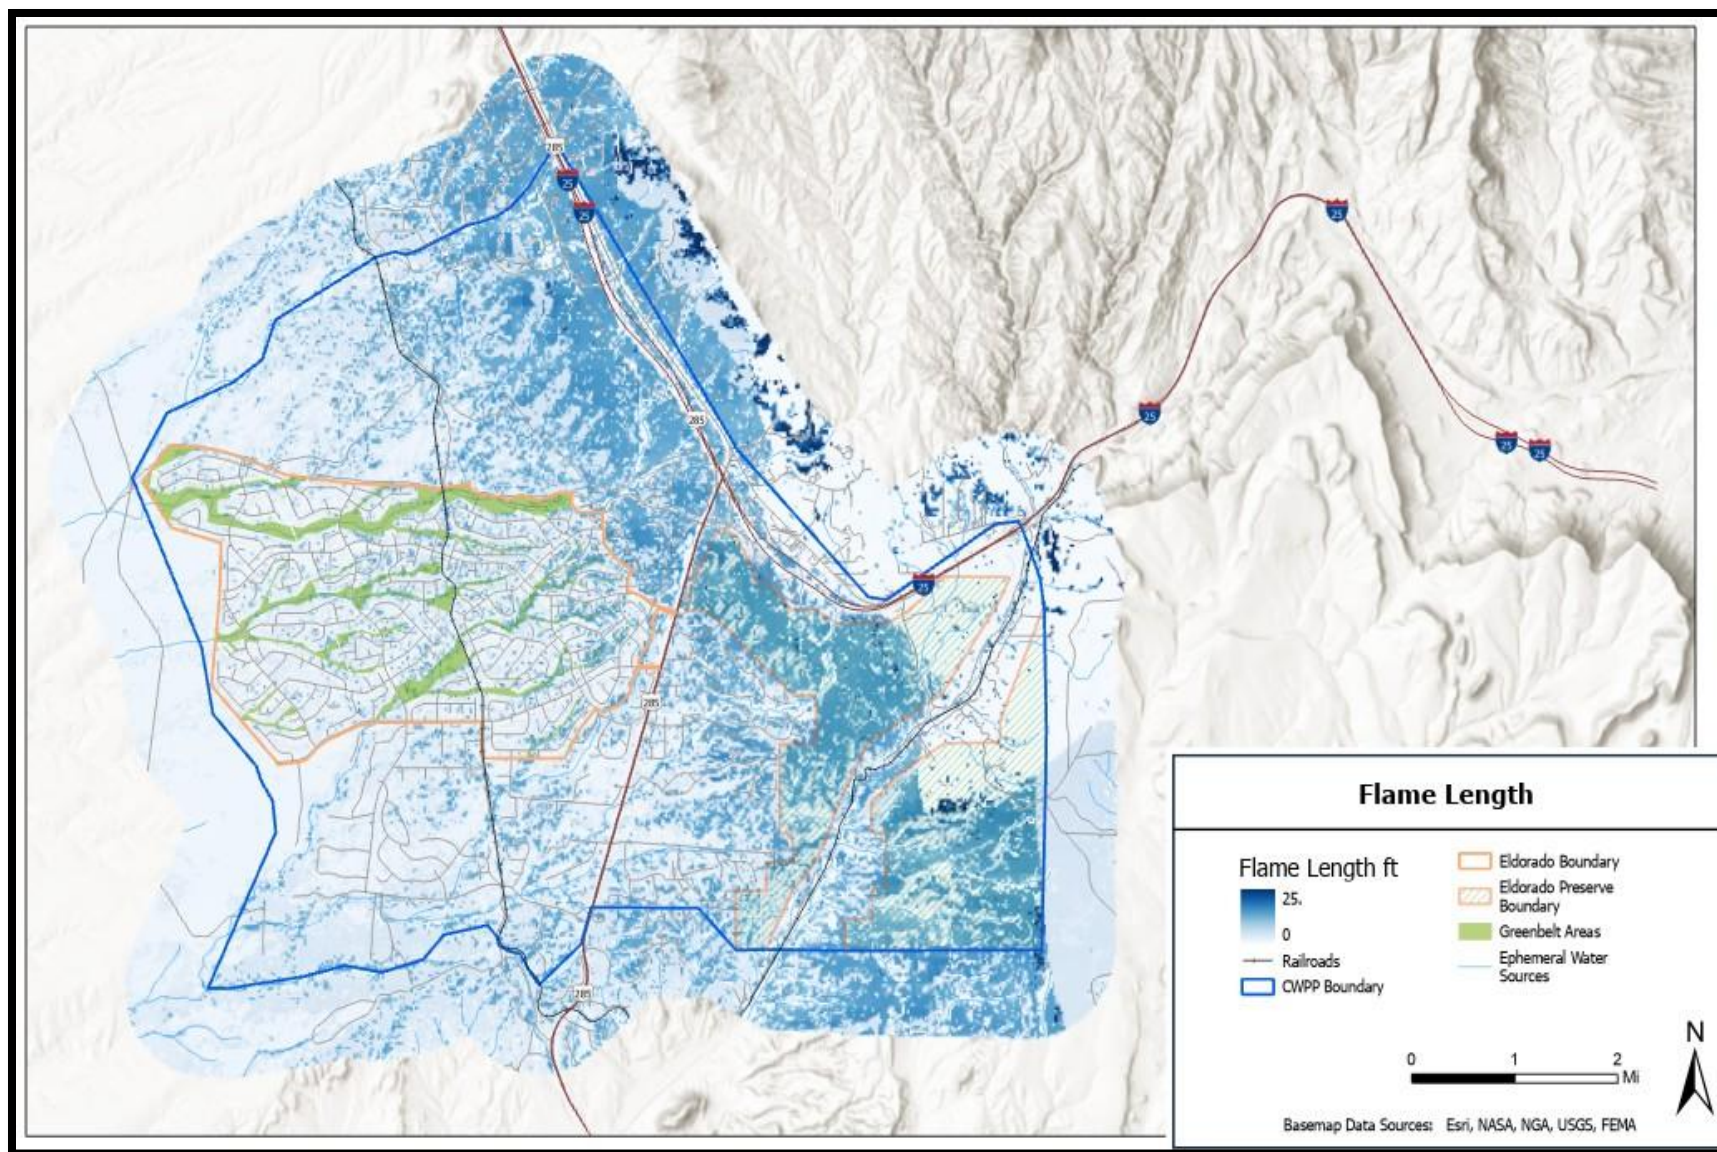 285
25
25
25
285
25
25
25
25
285
285
Flame Length
Flame Length ft
25.
0
Railroads
CWPP Boundary
Eldorado Boundary
Eldorado Preserve
Boundary
Greenbelt Areas
Ephemeral Water
Sources
0 1 2
Mi
N
Basemap Data Sources: Esri, NASA, NGA, USGS, FEMA